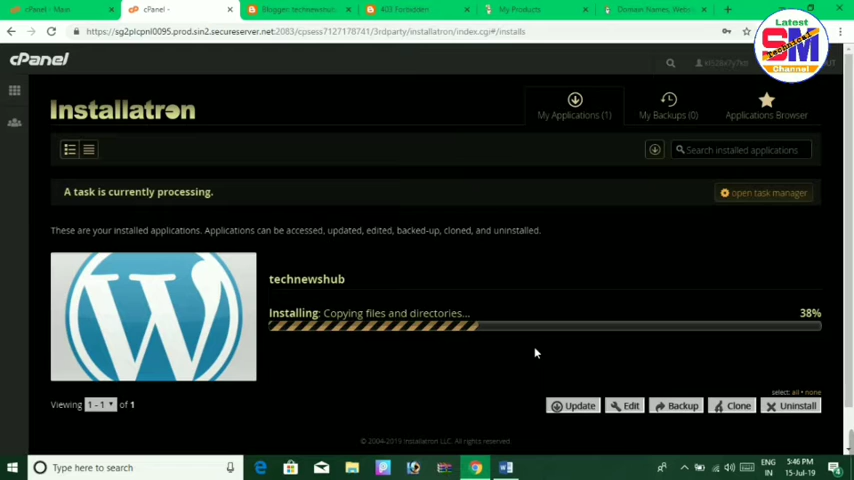 cPanel - Main
cPanel -
Blogger: technewshub
403 Forbidden
My Products
Domain Names, Websi
https://sg2plcpnl0095.prod.sin2.secureserver.net:2083/cpsess7127178741/3rdparty/installatron/index.cgi#/installs
Latest
SM
Technical
Channel
cPanel
Installatron
My Applications (1)
My Backups (0)
Applications Browser
Search installed applications
A task is currently processing.
open task manager
These are your installed applications. Applications can be accessed, updated, edited, backed-up, cloned, and uninstalled.
technewshub
Installing: Copying files and directories...
38%
select: all • none
Viewing 1 - 1 of 1
Update
Edit
Backup
Clone
Uninstall
© 2004-2019 Installatron LLC. All rights reserved.
Type here to search
ENG
IN
5:46 PM
15-Jul-19
4